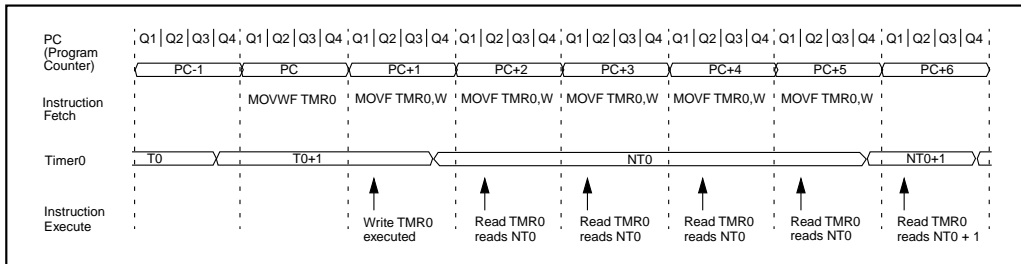 PC
(Program
Counter)
Q1 Q2 Q3 Q4 Q1 Q2 Q3 Q4 Q1 Q2 Q3 Q4 Q1 Q2 Q3 Q4 Q1 Q2 Q3 Q4 Q1 Q2 Q3 Q4 Q1 Q2 Q3 Q4 Q1 Q2 Q3 Q4
PC-1 PC PC+1 PC+2 PC+3 PC+4 PC+5 PC+6
Instruction
Fetch
MOVWF TMR0 MOVF TMR0,W MOVF TMR0,W MOVF TMR0,W MOVF TMR0,W MOVF TMR0,W
Timer0
T0 T0+1 NT0 NT0+1
Instruction
Execute
Write TMR0
executed
Read TMR0
reads NT0
Read TMR0
reads NT0
Read TMR0
reads NT0
Read TMR0
reads NT0
Read TMR0
reads NT0 + 1